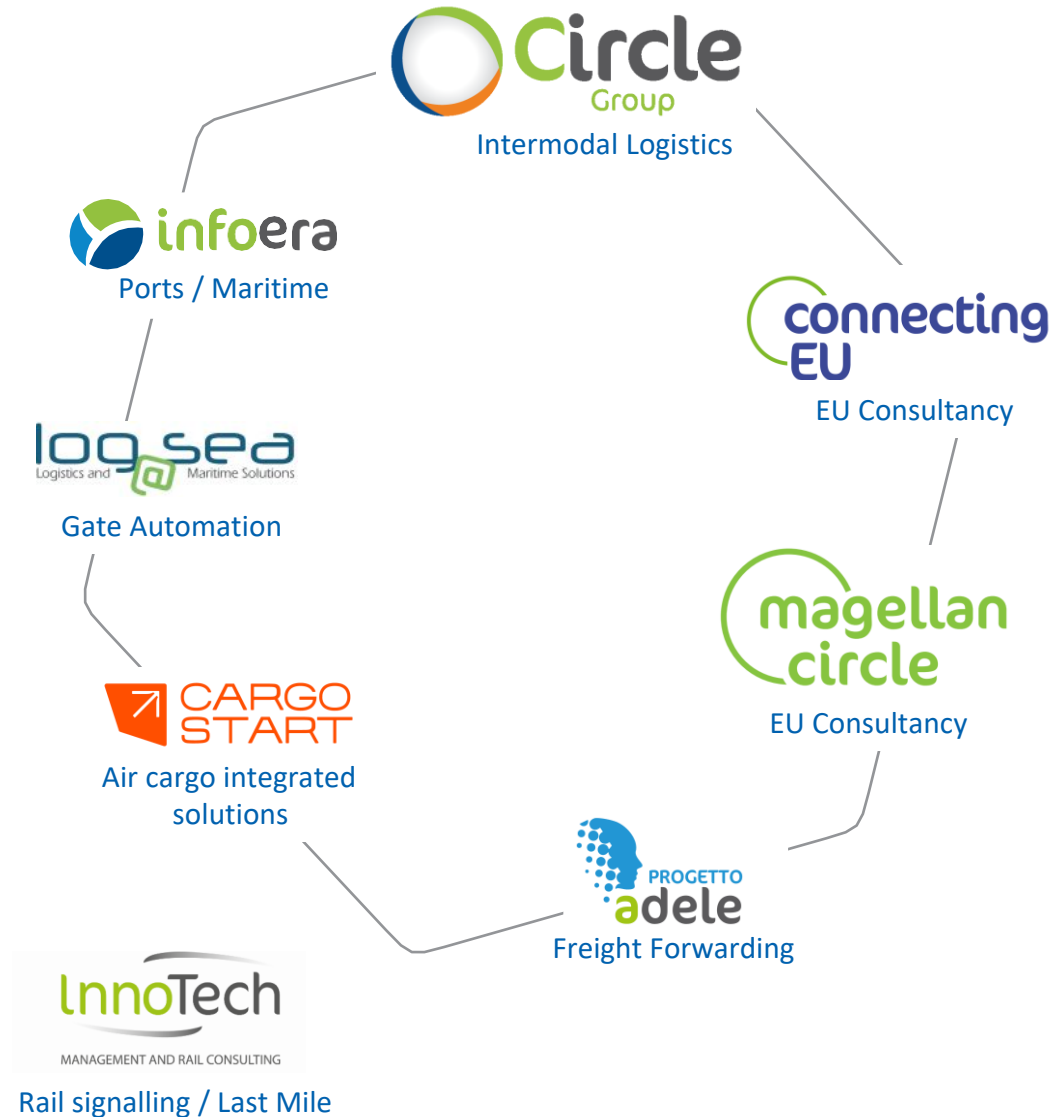 Circle
Group
Intermodal Logistics
infoera
Ports / Maritime
connecting
EU
EU Consultancy
log@sea
Logistics and Maritime Solutions
Gate Automation
magellan
circle
EU Consultancy
CARGO
START
Air cargo integrated
solutions
PROGETTO
adele
Freight Forwarding
InnoTech
MANAGEMENT AND RAIL CONSULTING
Rail signalling / Last Mile